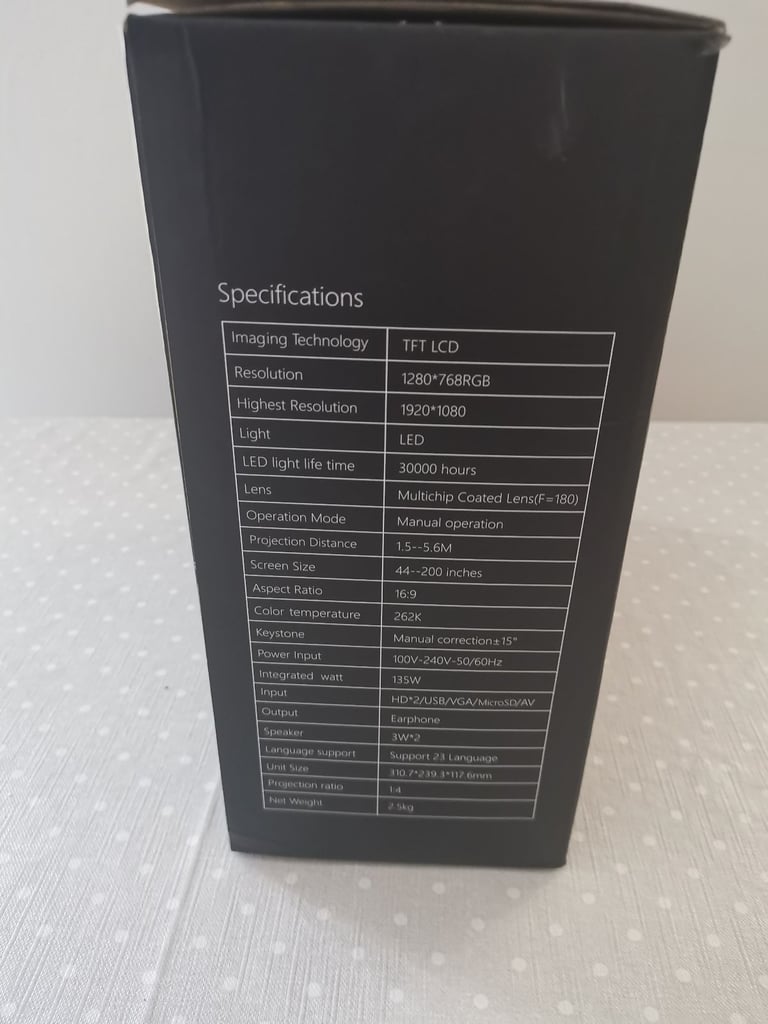 Specifications
Imaging Technology TFT LCD
Resolution 1280*768RGB
Highest Resolution 1920*1080
Light LED
LED light life time 30000 hours
Lens Multichip Coated Lens(F=180)
Operation Mode Manual operation
Projection Distance 1.5--5.6M
Screen Size 44--200 inches
Aspect Ratio 16:9
Color temperature 262K
Keystone Manual correction±15°
Power Input 100V-240V-50/60Hz
Integrated watt 135W
Input HD*2/USB/VGA/MicroSD/AV
Output Earphone
Speaker 3W*2
Language support Support 23 Language
Unit Size 310.7*239.3*117.6mm
Projection ratio 1:4
Net Weight 2.5kg